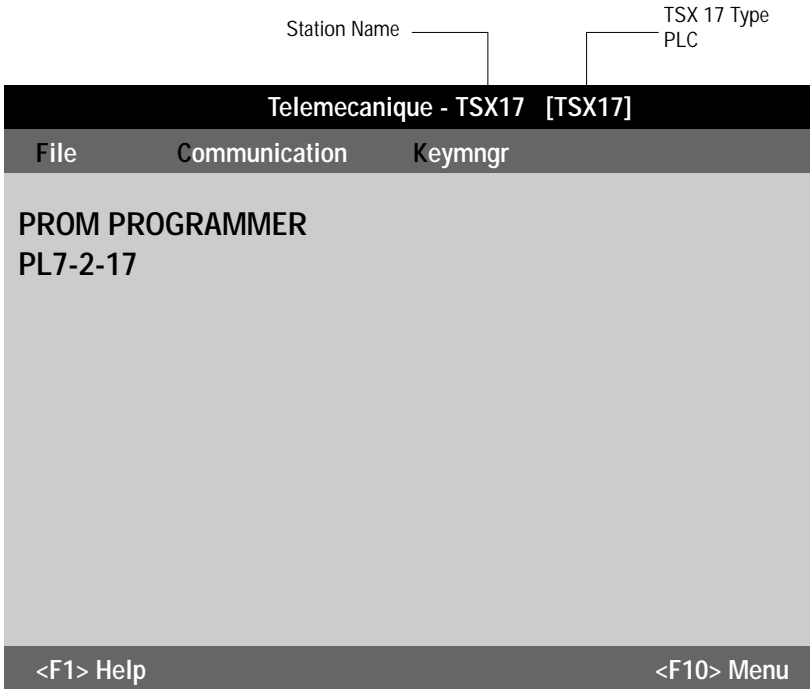 Station Name
TSX 17 Type
PLC
Telemecanique - TSX17 [TSX17]
File Communication Keymngr
PROM PROGRAMMER
PL7-2-17
<F1> Help <F10> Menu